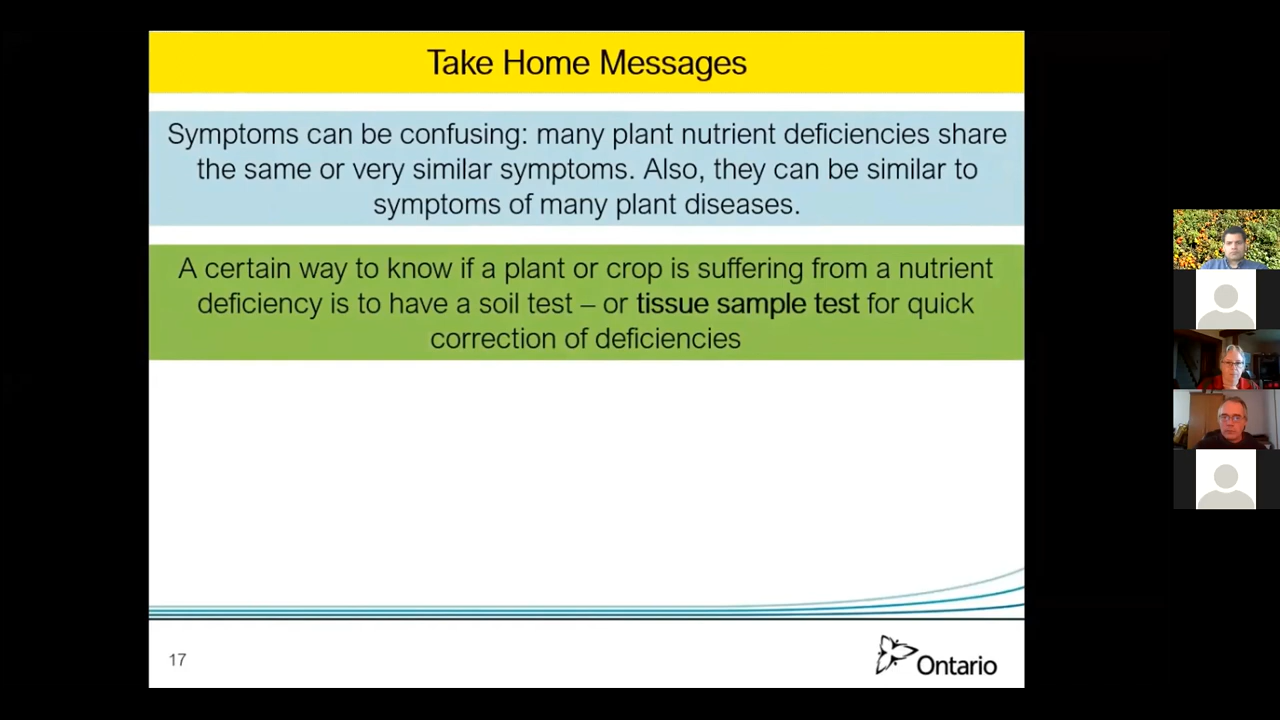 Take Home Messages
Symptoms can be confusing: many plant nutrient deficiencies share
the same or very similar symptoms. Also, they can be similar to
symptoms of many plant diseases.
A certain way to know if a plant or crop is suffering from a nutrient
deficiency is to have a soil test – or tissue sample test for quick
correction of deficiencies
17
Ontario